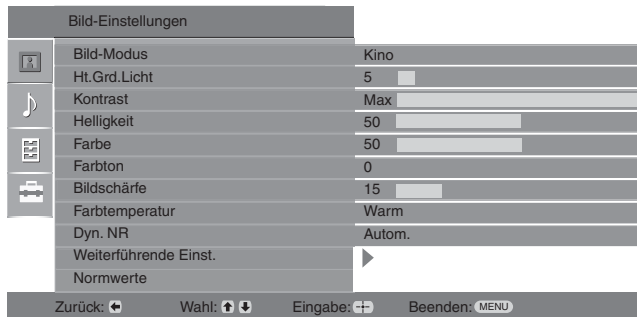 Bild-Einstellungen
Bild-Modus Kino
Ht.Grd.Licht 5
Kontrast Max
Helligkeit 50
Farbe 50
Farbton 0
Bildschärfe 15
Farbtemperatur Warm
Dyn. NR Autom.
Weiterführende Einst.
Normwerte
Zurück: Wahl: Eingabe: Beenden: MENU